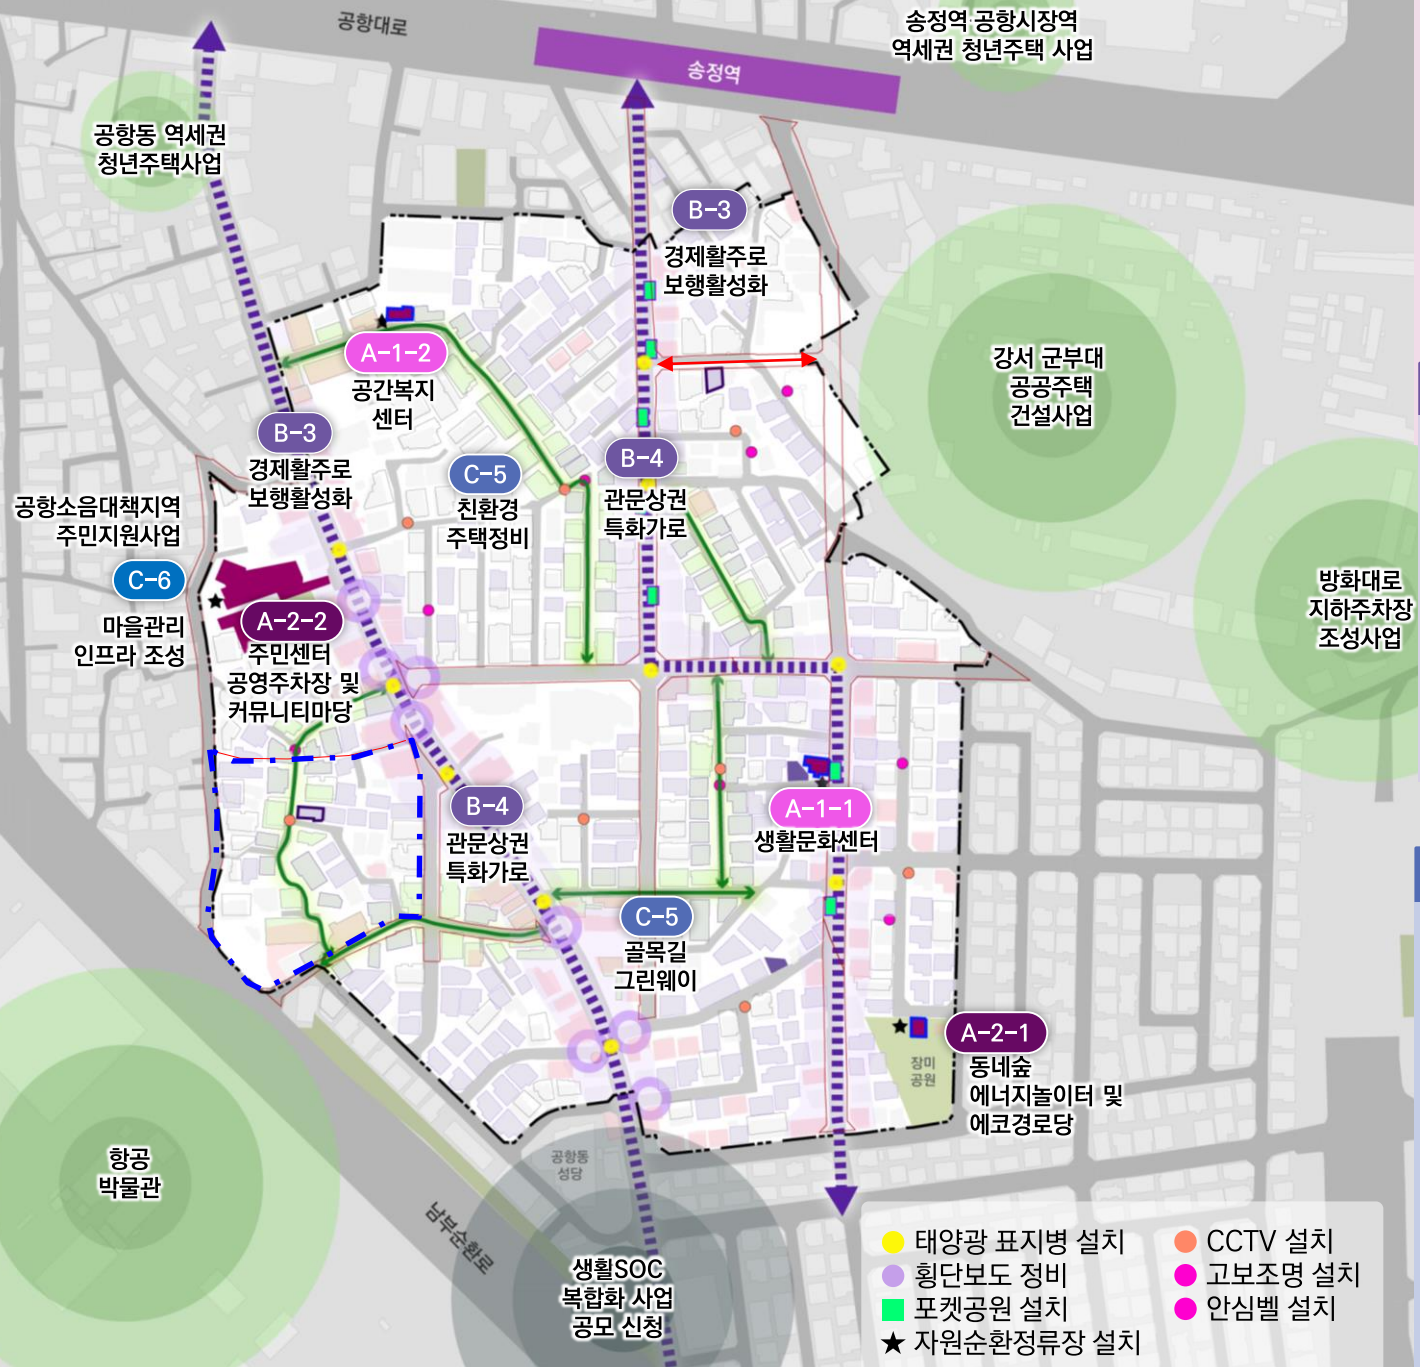 공항대로
송정역
송정역·공항시장역
역세권 청년주택 사업
공항동 역세권
청년주택사업
B-3
경제활주로
보행활성화
A-1-2
공간복지
센터
강서 군부대
공공주택
건설사업
B-3
경제활주로
보행활성화
C-5
친환경
주택정비
B-4
관문상권
특화가로
공항소음대책지역
주민지원사업
C-6
마을관리
인프라 조성
A-2-2
주민센터
공영주차장 및
커뮤니티마당
방화대로
지하주차장
조성사업
B-4
관문상권
특화가로
A-1-1
생활문화센터
C-5
골목길
그린웨이
A-2-1
동네숲
에너지놀이터 및
에코경로당
장미
공원
항공
박물관
공항동
성당
남부순환로
생활SOC
복합화 사업
공모 신청
태양광 표지병 설치
횡단보도 정비
포켓공원 설치
자원순환정류장 설치
CCTV 설치
고보조명 설치
안심벨 설치